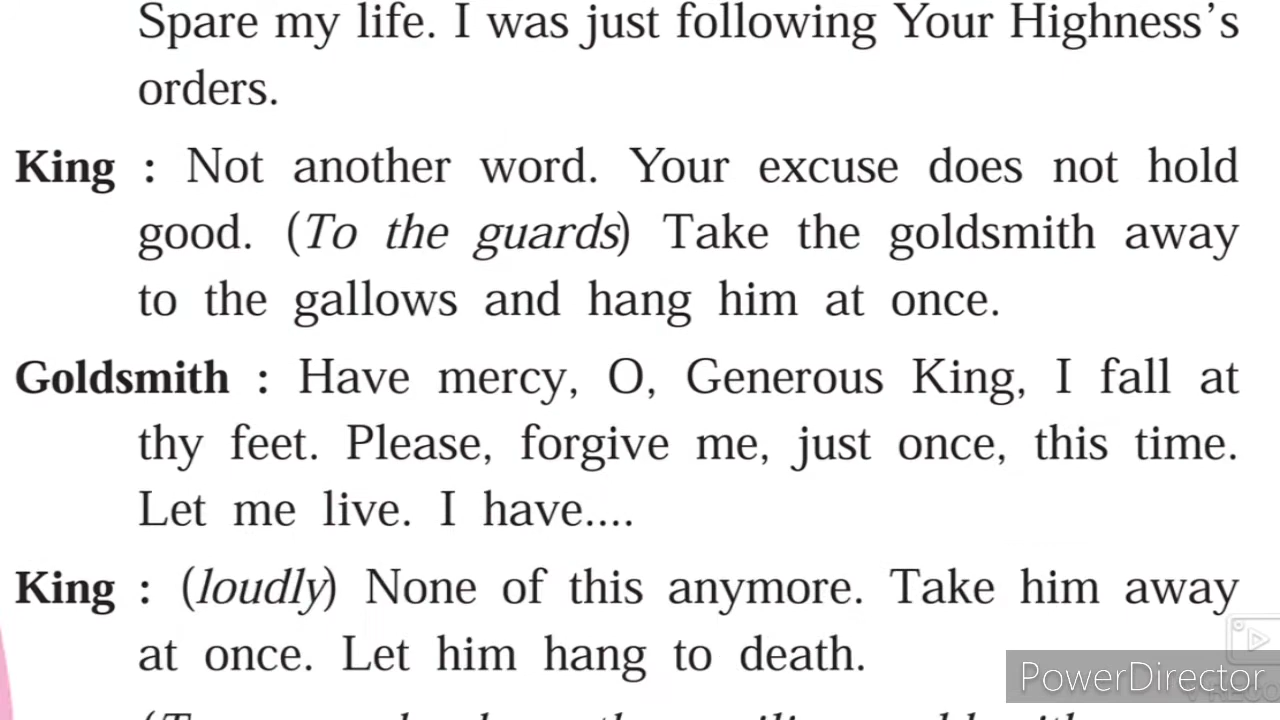 Spare my life. I was just following Your Highness’s
orders.
King : Not another word. Your excuse does not hold
good. (To the guards) Take the goldsmith away
to the gallows and hang him at once.
Goldsmith : Have mercy, O, Generous King, I fall at
thy feet. Please, forgive me, just once, this time.
Let me live. I have....
King : (loudly) None of this anymore. Take him away
at once. Let him hang to death.
PowerDirector